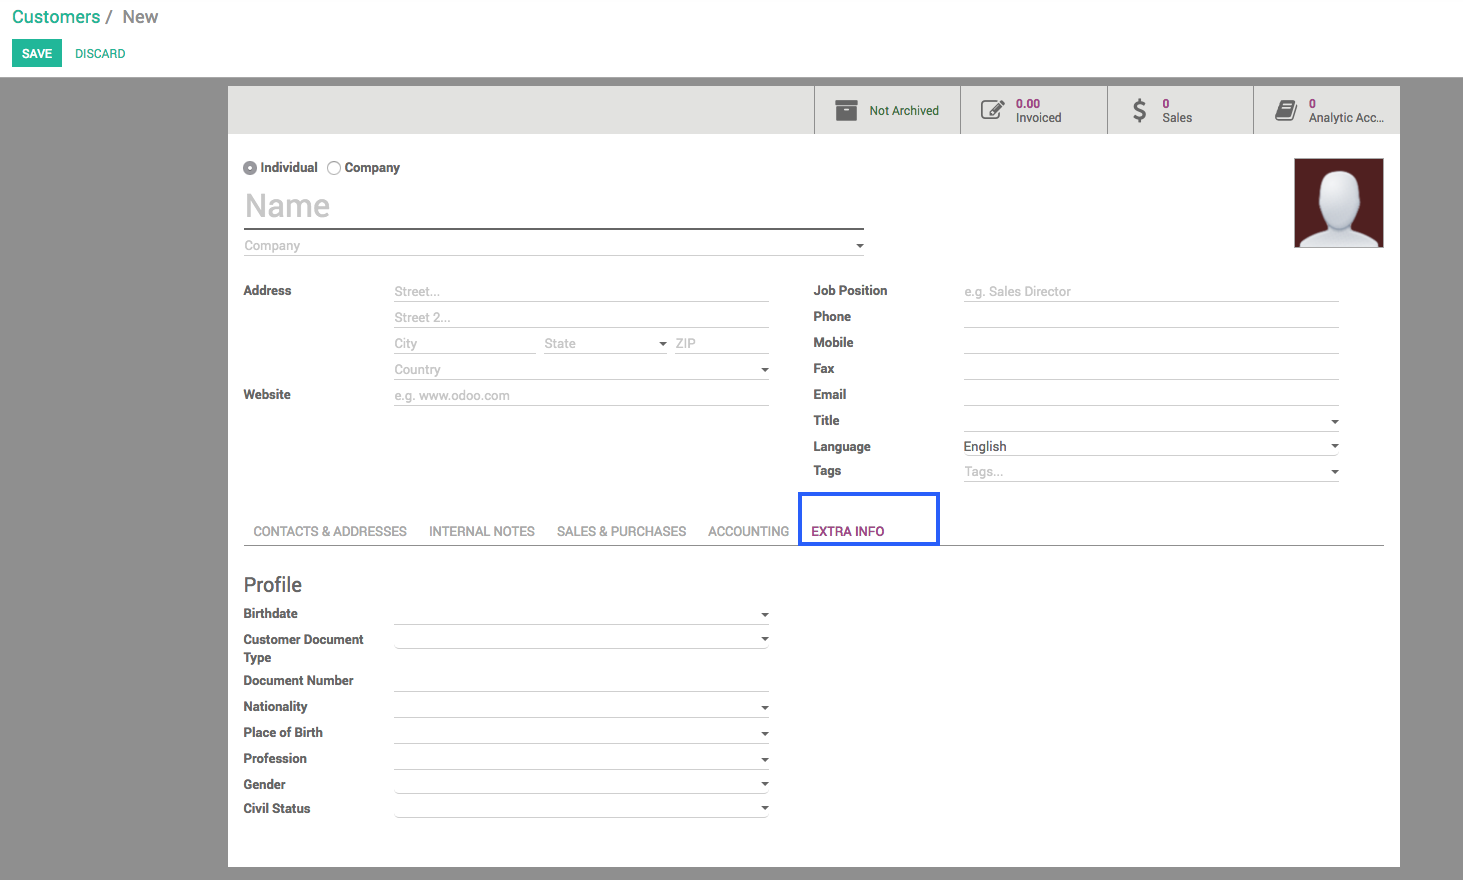 Customers / New
SAVE DISCARD
Not Archived
0.00
Invoiced
0
Sales
0
Analytic Acc...
Individual Company
Name
Company
Address
Street...
Street 2...
City State ZIP
Country
Website e.g. www.odoo.com
Job Position e.g. Sales Director
Phone
Mobile
Fax
Email
Title
Language English
Tags Tags...
CONTACTS & ADDRESSES INTERNAL NOTES SALES & PURCHASES ACCOUNTING EXTRA INFO
Profile
Birthdate
Customer Document
Type
Document Number
Nationality
Place of Birth
Profession
Gender
Civil Status